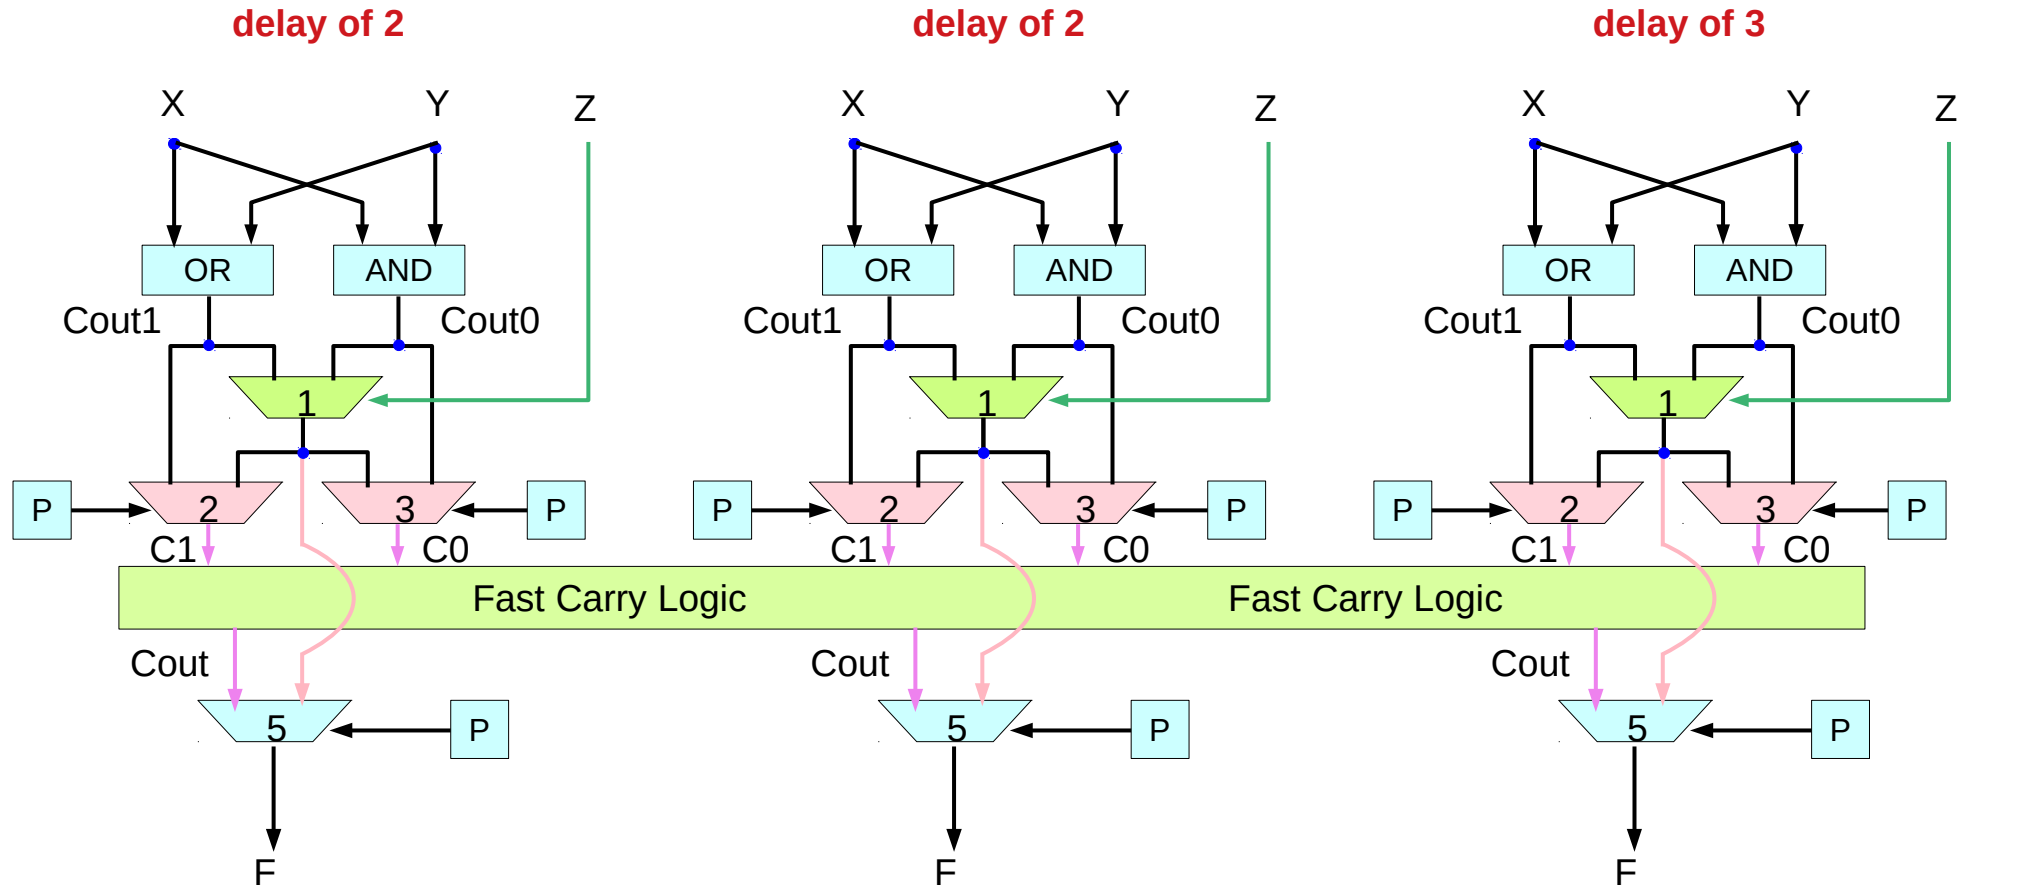 delay of 2 delay of 2 delay of 3
X Y Z X Y Z X Y Z
OR AND OR AND OR AND
Cout1 Cout0 Cout1 Cout0 Cout1 Cout0
1 1 1
P 2 3 P P 2 3 P P 2 3 P
C1 C0 C1 C0 C1 C0
Fast Carry Logic Fast Carry Logic
Cout Cout Cout
5 P 5 P 5 P
F F F